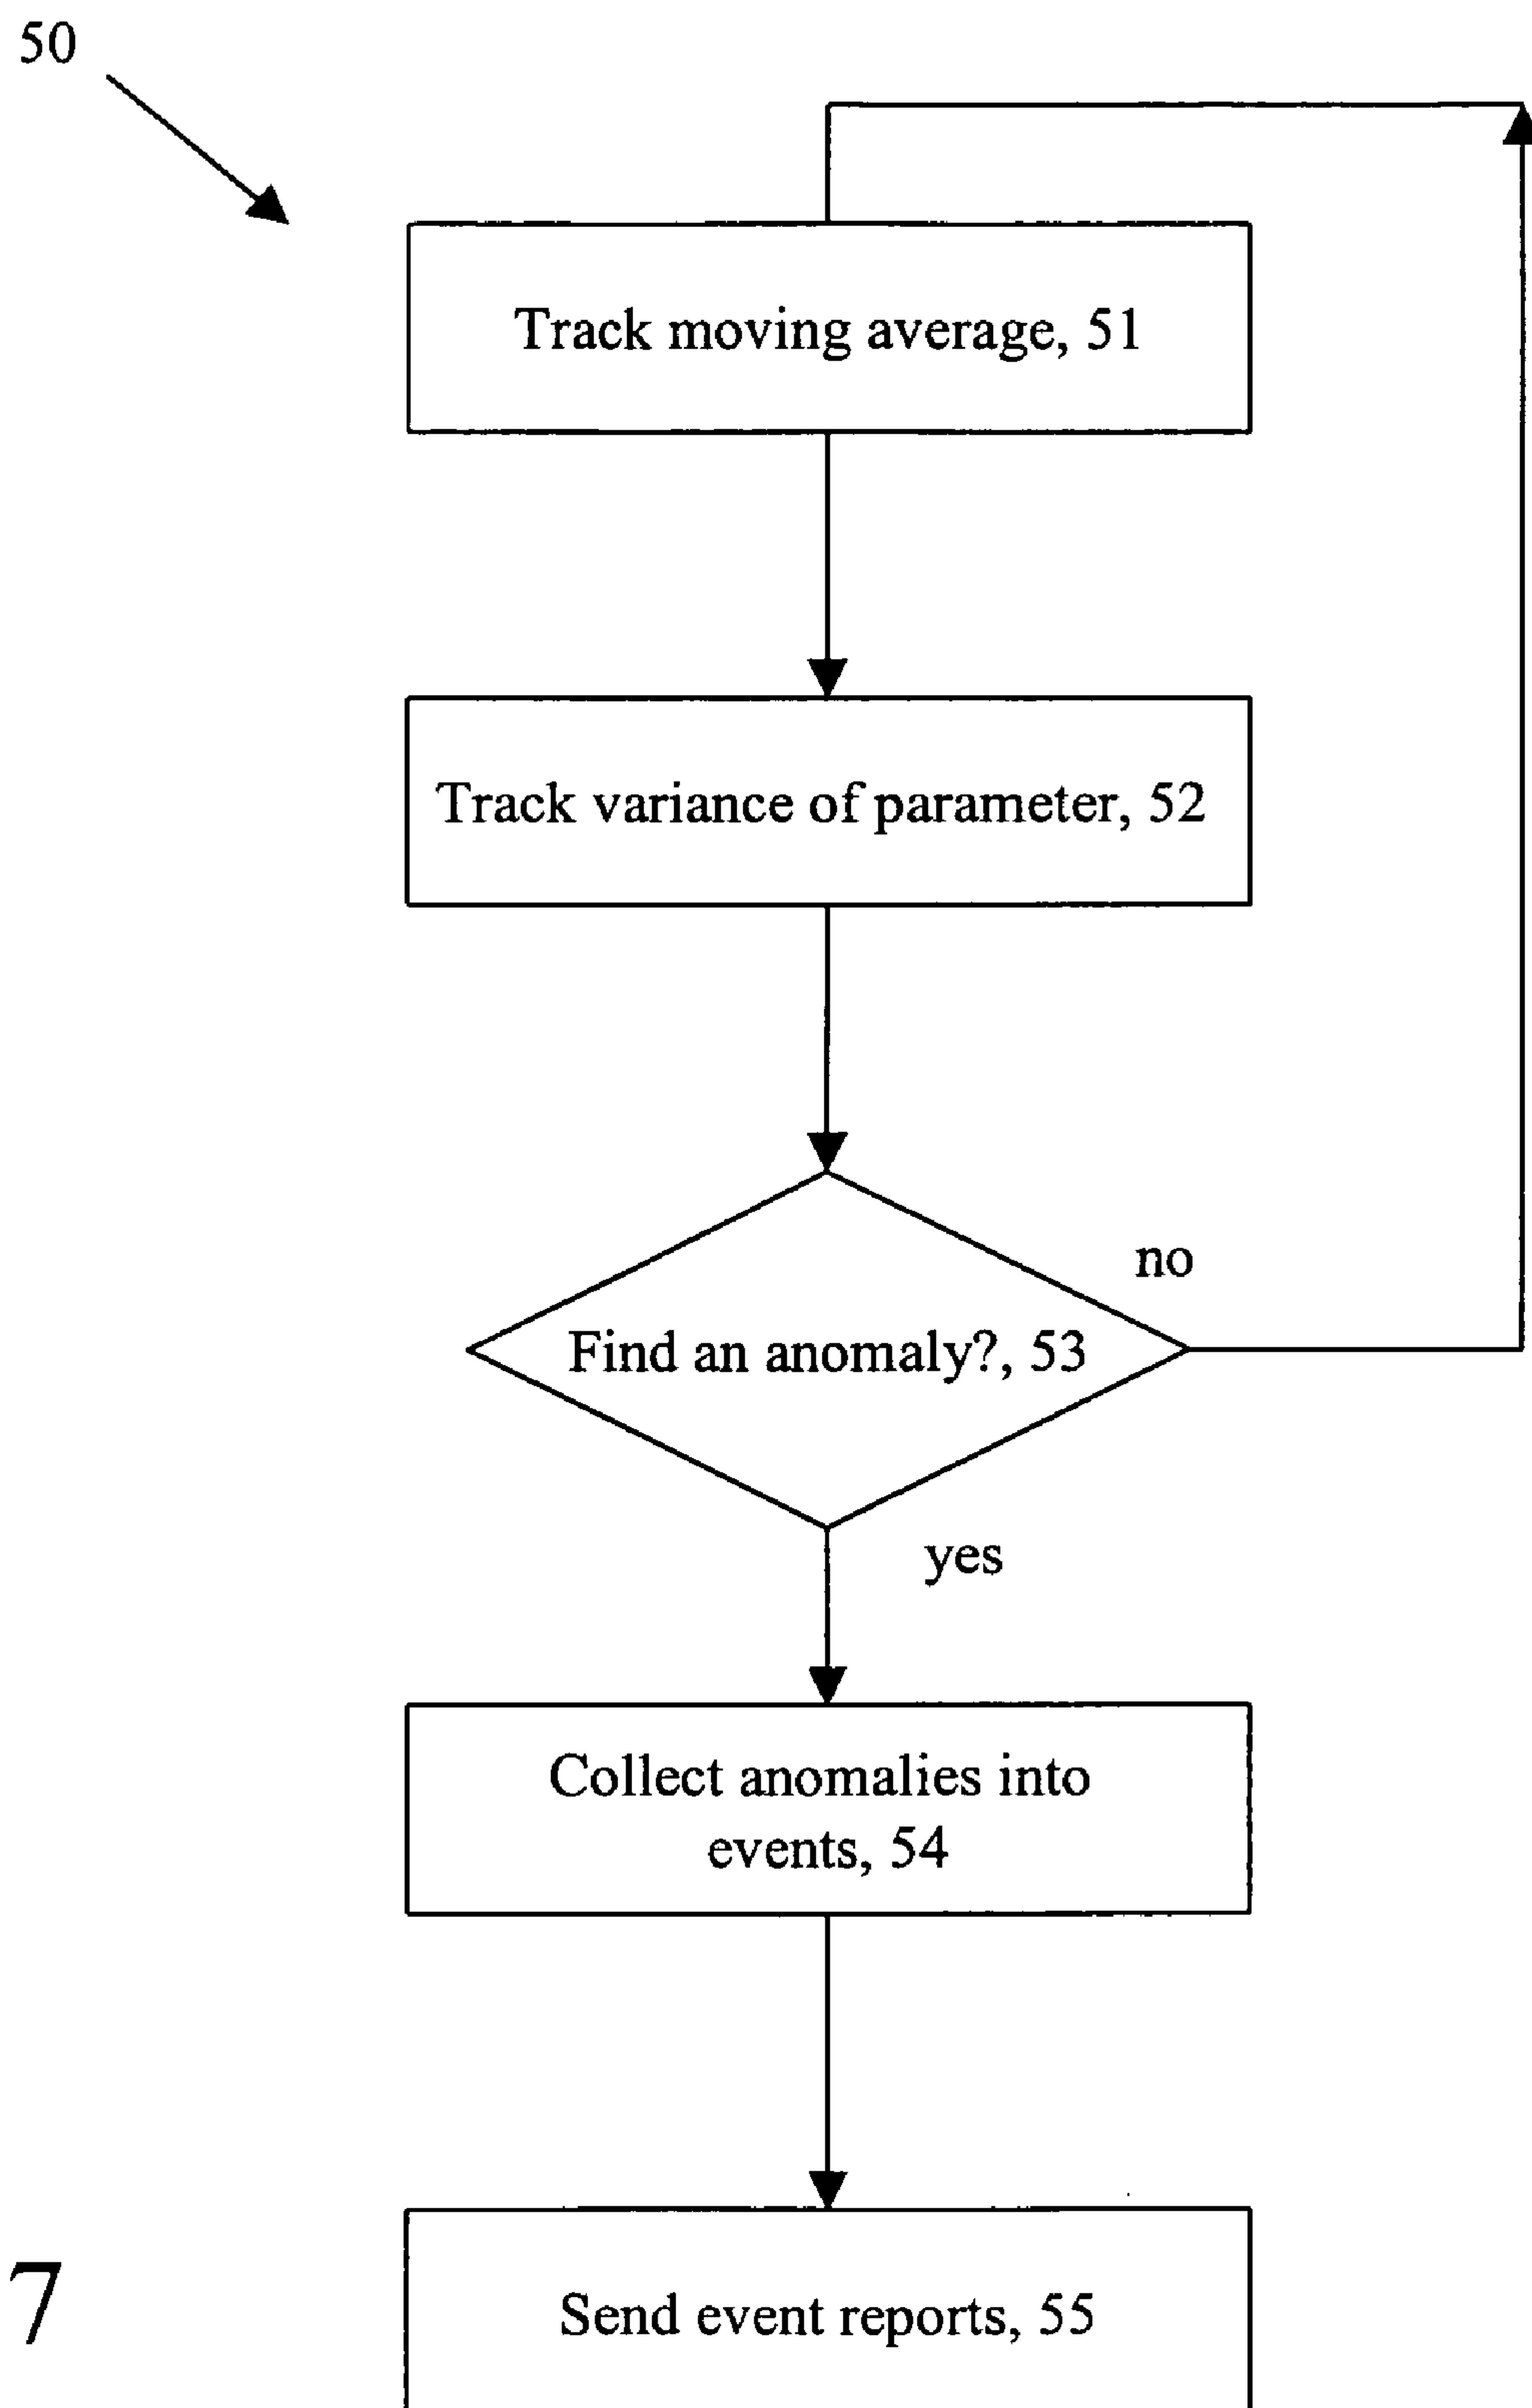 50
Track moving average, 51
Track variance of parameter, 52
Find an anomaly?, 53
no
yes
Collect anomalies into
events, 54
Send event reports, 55
7